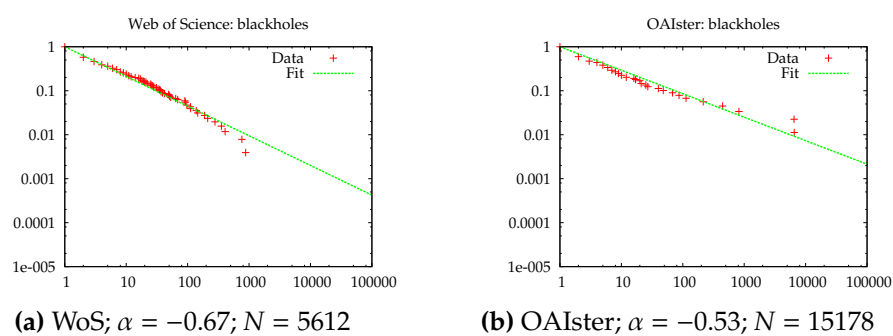 Web of Science: blackholes
1
0.1
0.01
0.001
0.0001
1e-005
Data
Fit
1 10 100 1000 10000 100000
(a) WoS; α = −0.67; N = 5612
OAIster: blackholes
1
0.1
0.01
0.001
0.0001
1e-005
Data
Fit
1 10 100 1000 10000 100000
(b) OAIster; α = −0.53; N = 15178